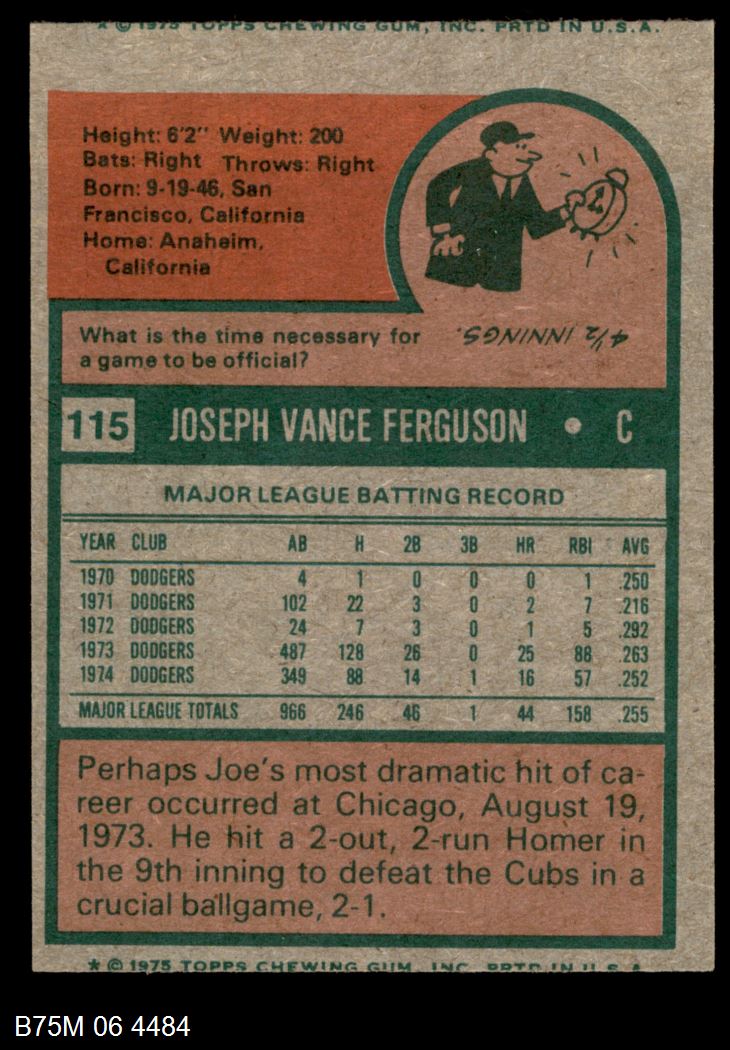 * © 1975 TOPPS CHEWING GUM, INC. PRTD IN U.S.A.
Height: 6'2" Weight: 200
Bats: Right Throws: Right
Born: 9-19-46, San
Francisco, California
Home: Anaheim,
California
What is the time necessary for
a game to be official?
4½ INNINGS.
115 JOSEPH VANCE FERGUSON • C
MAJOR LEAGUE BATTING RECORD
YEAR CLUB AB H 2B 3B HR RBI AVG
1970 DODGERS 4 1 0 0 0 1 .250
1971 DODGERS 102 22 3 0 2 7 .216
1972 DODGERS 24 7 3 0 1 5 .292
1973 DODGERS 487 128 26 0 25 88 .263
1974 DODGERS 349 88 14 1 16 57 .252
MAJOR LEAGUE TOTALS 966 246 46 1 44 158 .255
Perhaps Joe's most dramatic hit of ca-
reer occurred at Chicago, August 19,
1973. He hit a 2-out, 2-run Homer in
the 9th inning to defeat the Cubs in a
crucial ballgame, 2-1.
* © 1975 TOPPS CHEWING GUM, INC. PRTD IN U.S.A.
B75M 06 4484